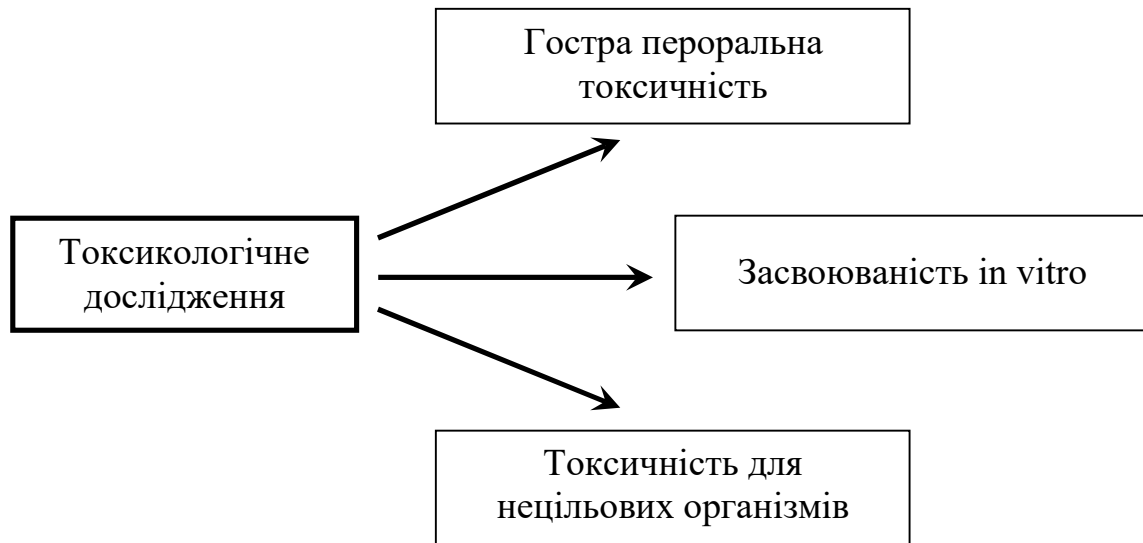 Гостра пероральна
токсичність
Токсикологічне
дослідження
Засвоюваність in vitro
Токсичність для
нецільових організмів